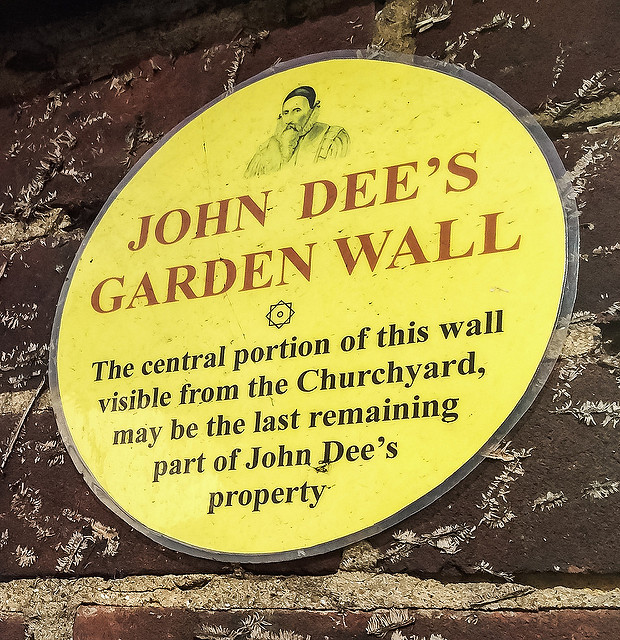 JOHN DEE'S
GARDEN WALL
The central portion of this wall
visible from the Churchyard,
may be the last remaining
part of John Dee's
property